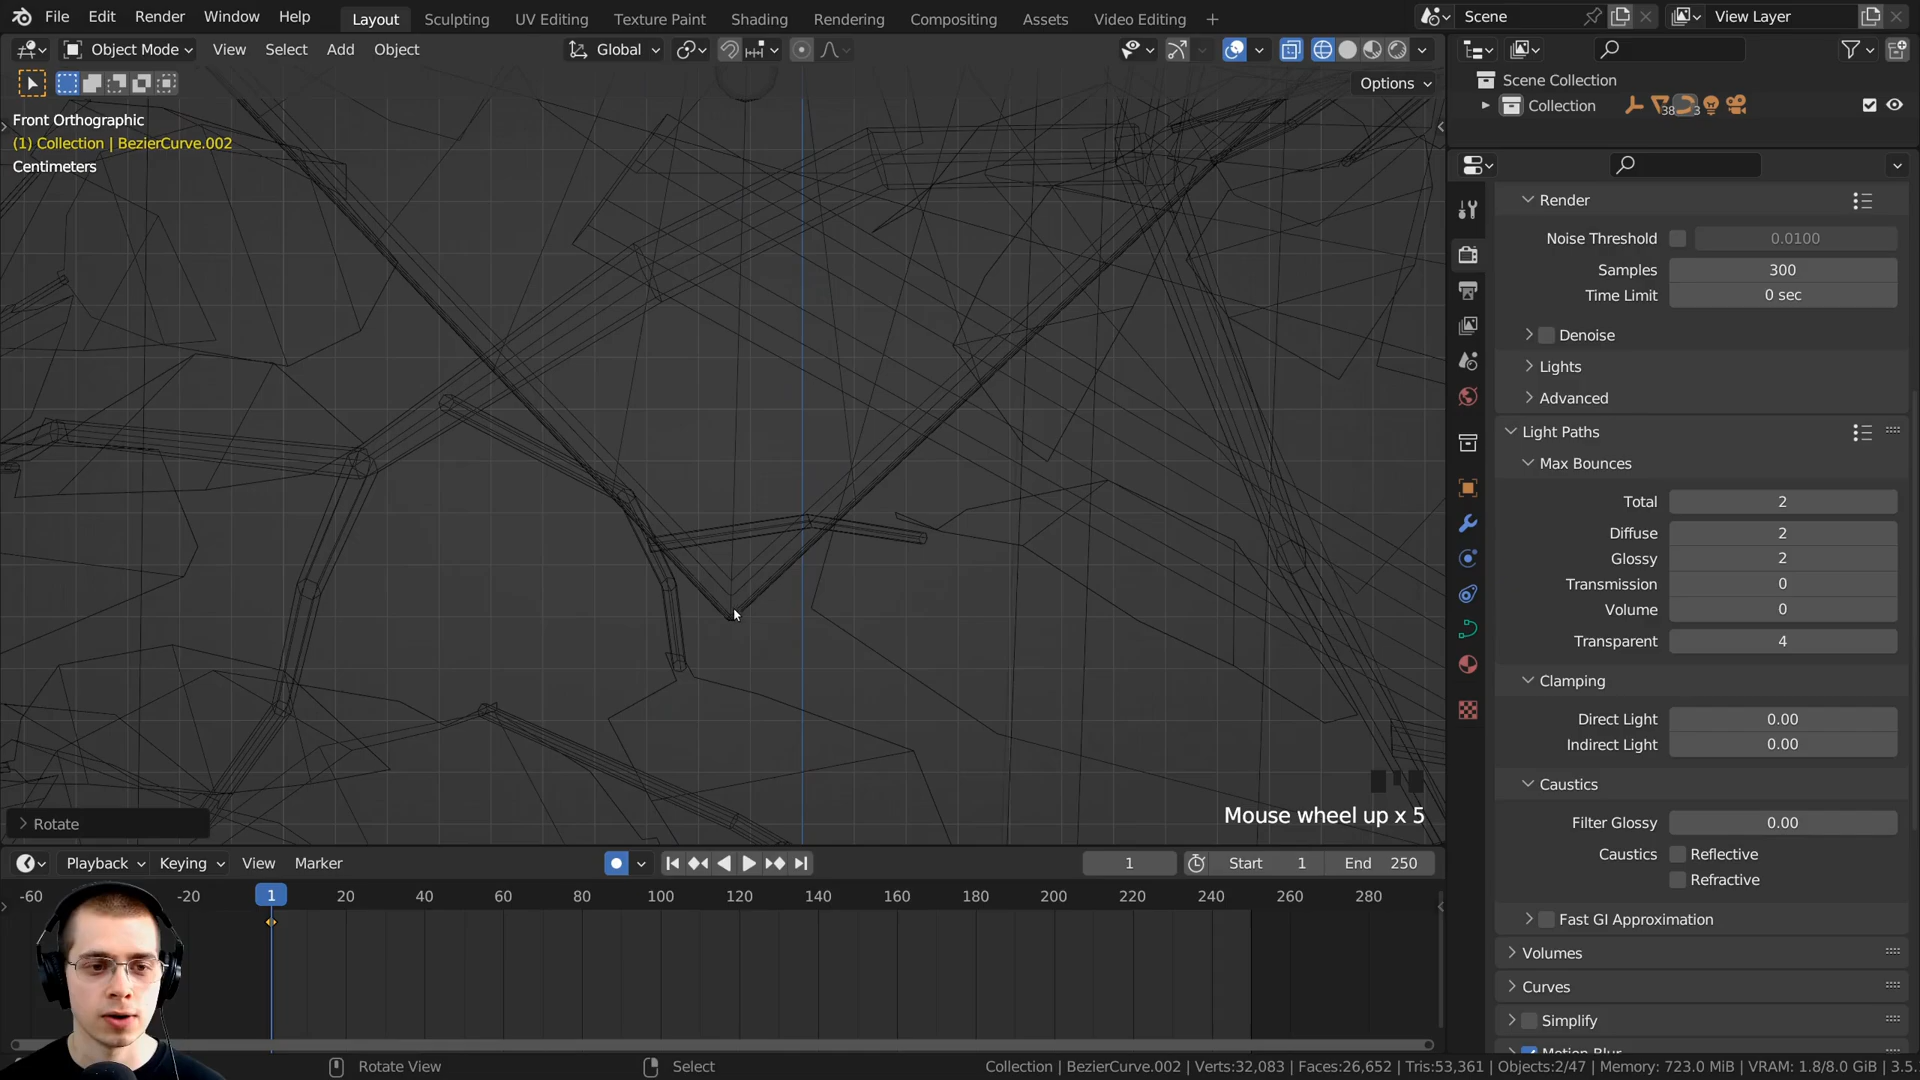 File Edit Render Window Help Layout Sculpting UV Editing Texture Paint Shading Rendering Compositing Assets Video Editing Scene View Layer
Object Mode View Select Add Object Global
Options
Scene Collection
Collection 38 3
Front Orthographic
(1) Collection | BezierCurve.002
Centimeters
Render
Noise Threshold 0.0100
Samples 300
Time Limit 0 sec
Denoise
Lights
Advanced
Light Paths
Max Bounces
Total 2
Diffuse 2
Glossy 2
Transmission 0
Volume 0
Transparent 4
Clamping
Direct Light 0.00
Indirect Light 0.00
Caustics
Filter Glossy 0.00
Caustics Reflective
Refractive
Fast GI Approximation
Volumes
Curves
Simplify
Motion Blur
Rotate
Mouse wheel up x 5
Playback Keying View Marker 1 Start 1 End 250
-60 -20 1 20 40 60 80 100 120 140 160 180 200 220 240 260 280
Rotate View Select Collection | BezierCurve.002 | Verts:32,083 | Faces:26,652 | Tris:53,361 | Objects:2/47 | Memory: 723.0 MiB | VRAM: 1.8/8.0 GiB | 3.5.